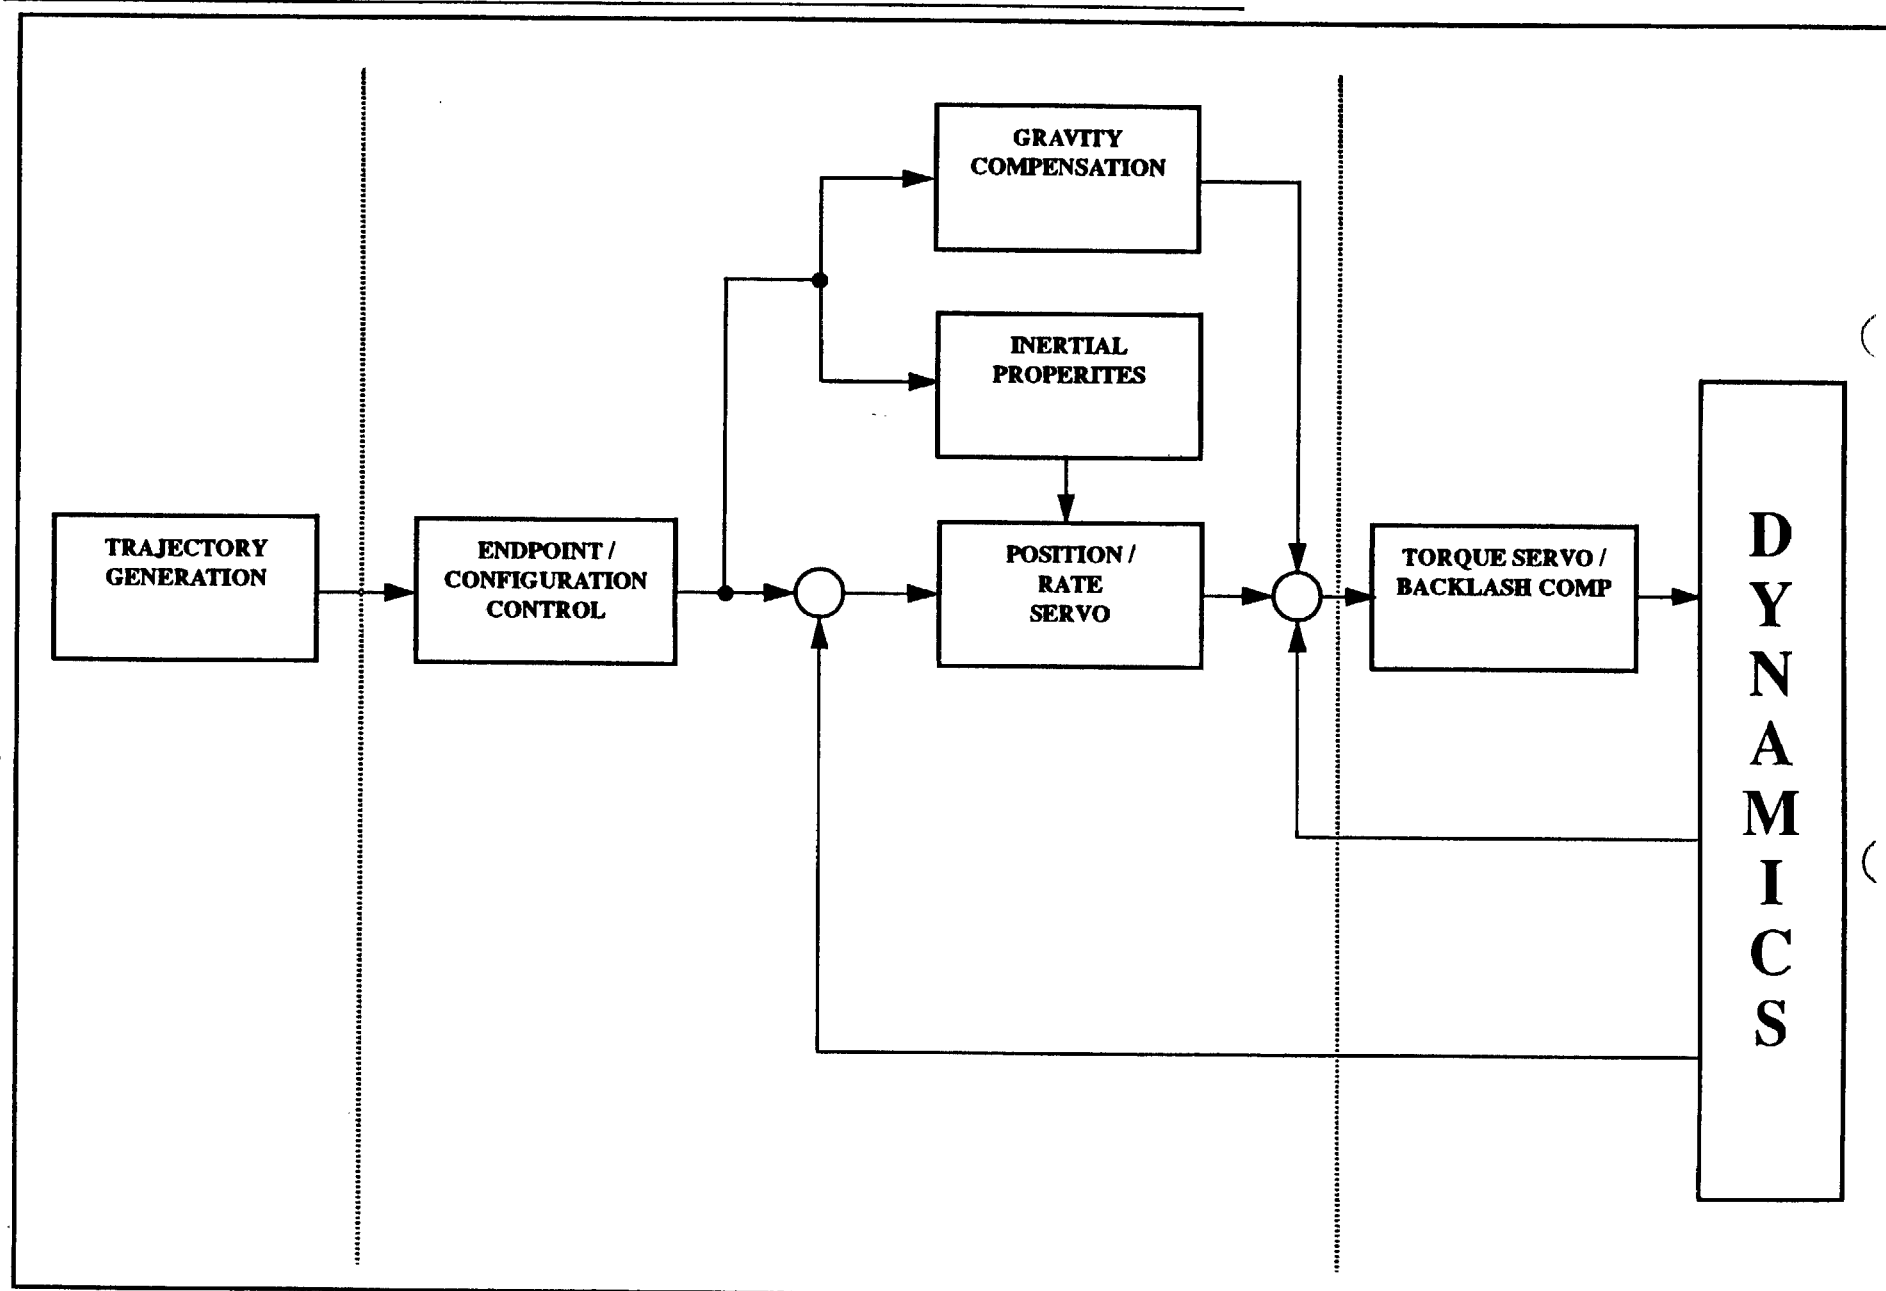 GRAVITY
COMPENSATION
INERTIAL
PROPERITES
TRAJECTORY
GENERATION
ENDPOINT /
CONFIGURATION
CONTROL
POSITION /
RATE
SERVO
TORQUE SERVO /
BACKLASH COMP
D
Y
N
A
M
I
C
S